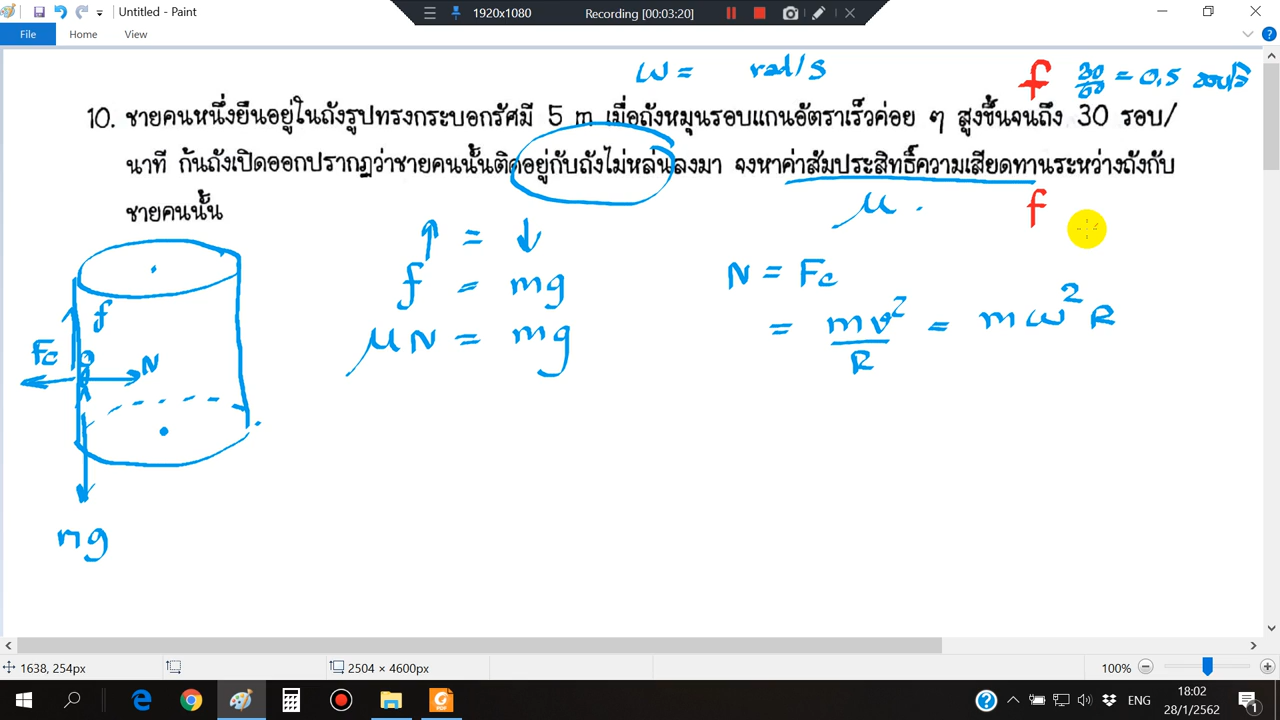 Untitled - Paint
1920x1080
Recording [00:03:20]
File Home View
ω = rad/s
f 30/60 = 0.5 รอบ/วิ
10. ชายคนหนึ่งยืนอยู่ในถังรูปทรงกระบอกรัศมี 5 m เมื่อถังหมุนรอบแกนอัตราเร็วค่อย ๆ สูงขึ้นจนถึง 30 รอบ/
นาที ก้นถังเปิดออกปรากฏว่าชายคนนั้นติดอยู่กับถังไม่หล่นลงมา จงหาค่าสัมประสิทธิ์ความเสียดทานระหว่างถังกับ
ชายคนนั้น
μ
f
↑ = ↓
f = mg
μN = mg
N = Fc
= mv²/R = mω²R
f
Fc
N
mg
1638, 254px
2504 × 4600px
100%
ENG
18:02
28/1/2562
1